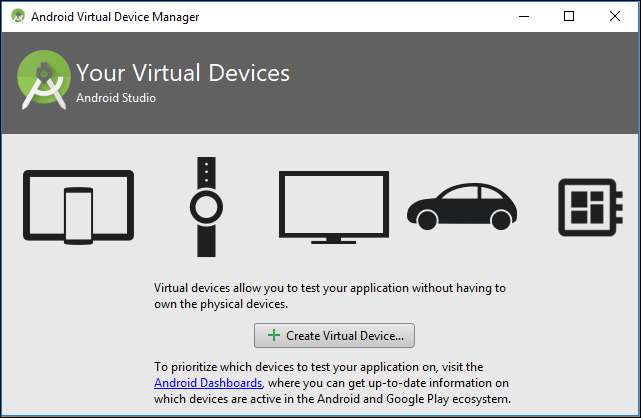 Android Virtual Device Manager
Your Virtual Devices
Android Studio
Virtual devices allow you to test your application without having to
own the physical devices.
Create Virtual Device...
To prioritize which devices to test your application on, visit the
Android Dashboards, where you can get up-to-date information on
which devices are active in the Android and Google Play ecosystem.